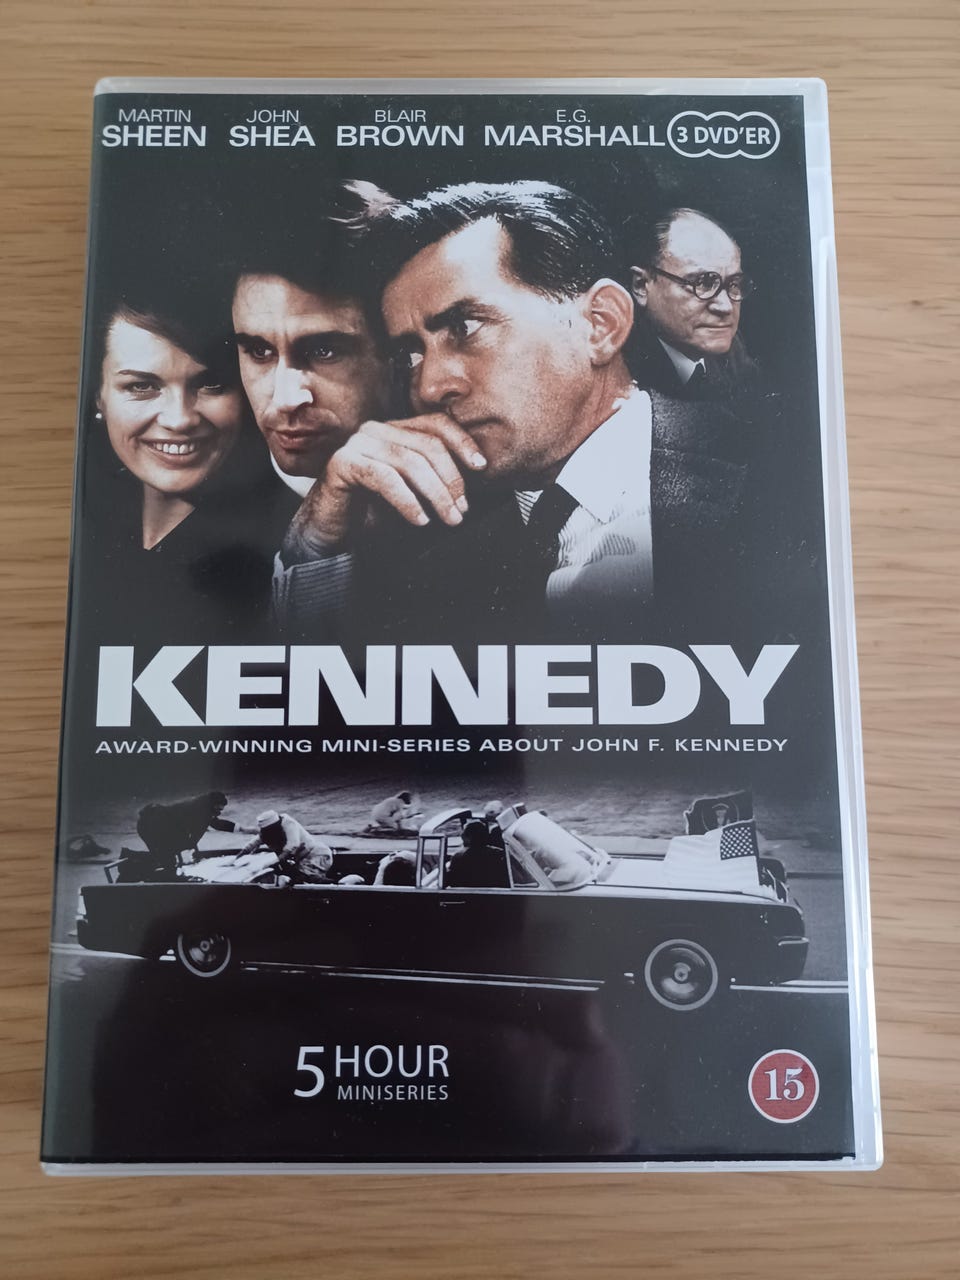 MARTIN JOHN BLAIR E.G.
SHEEN SHEA BROWN MARSHALL 3 DVD'ER
KENNEDY
AWARD-WINNING MINI-SERIES ABOUT JOHN F. KENNEDY
5 HOUR
MINISERIES
15